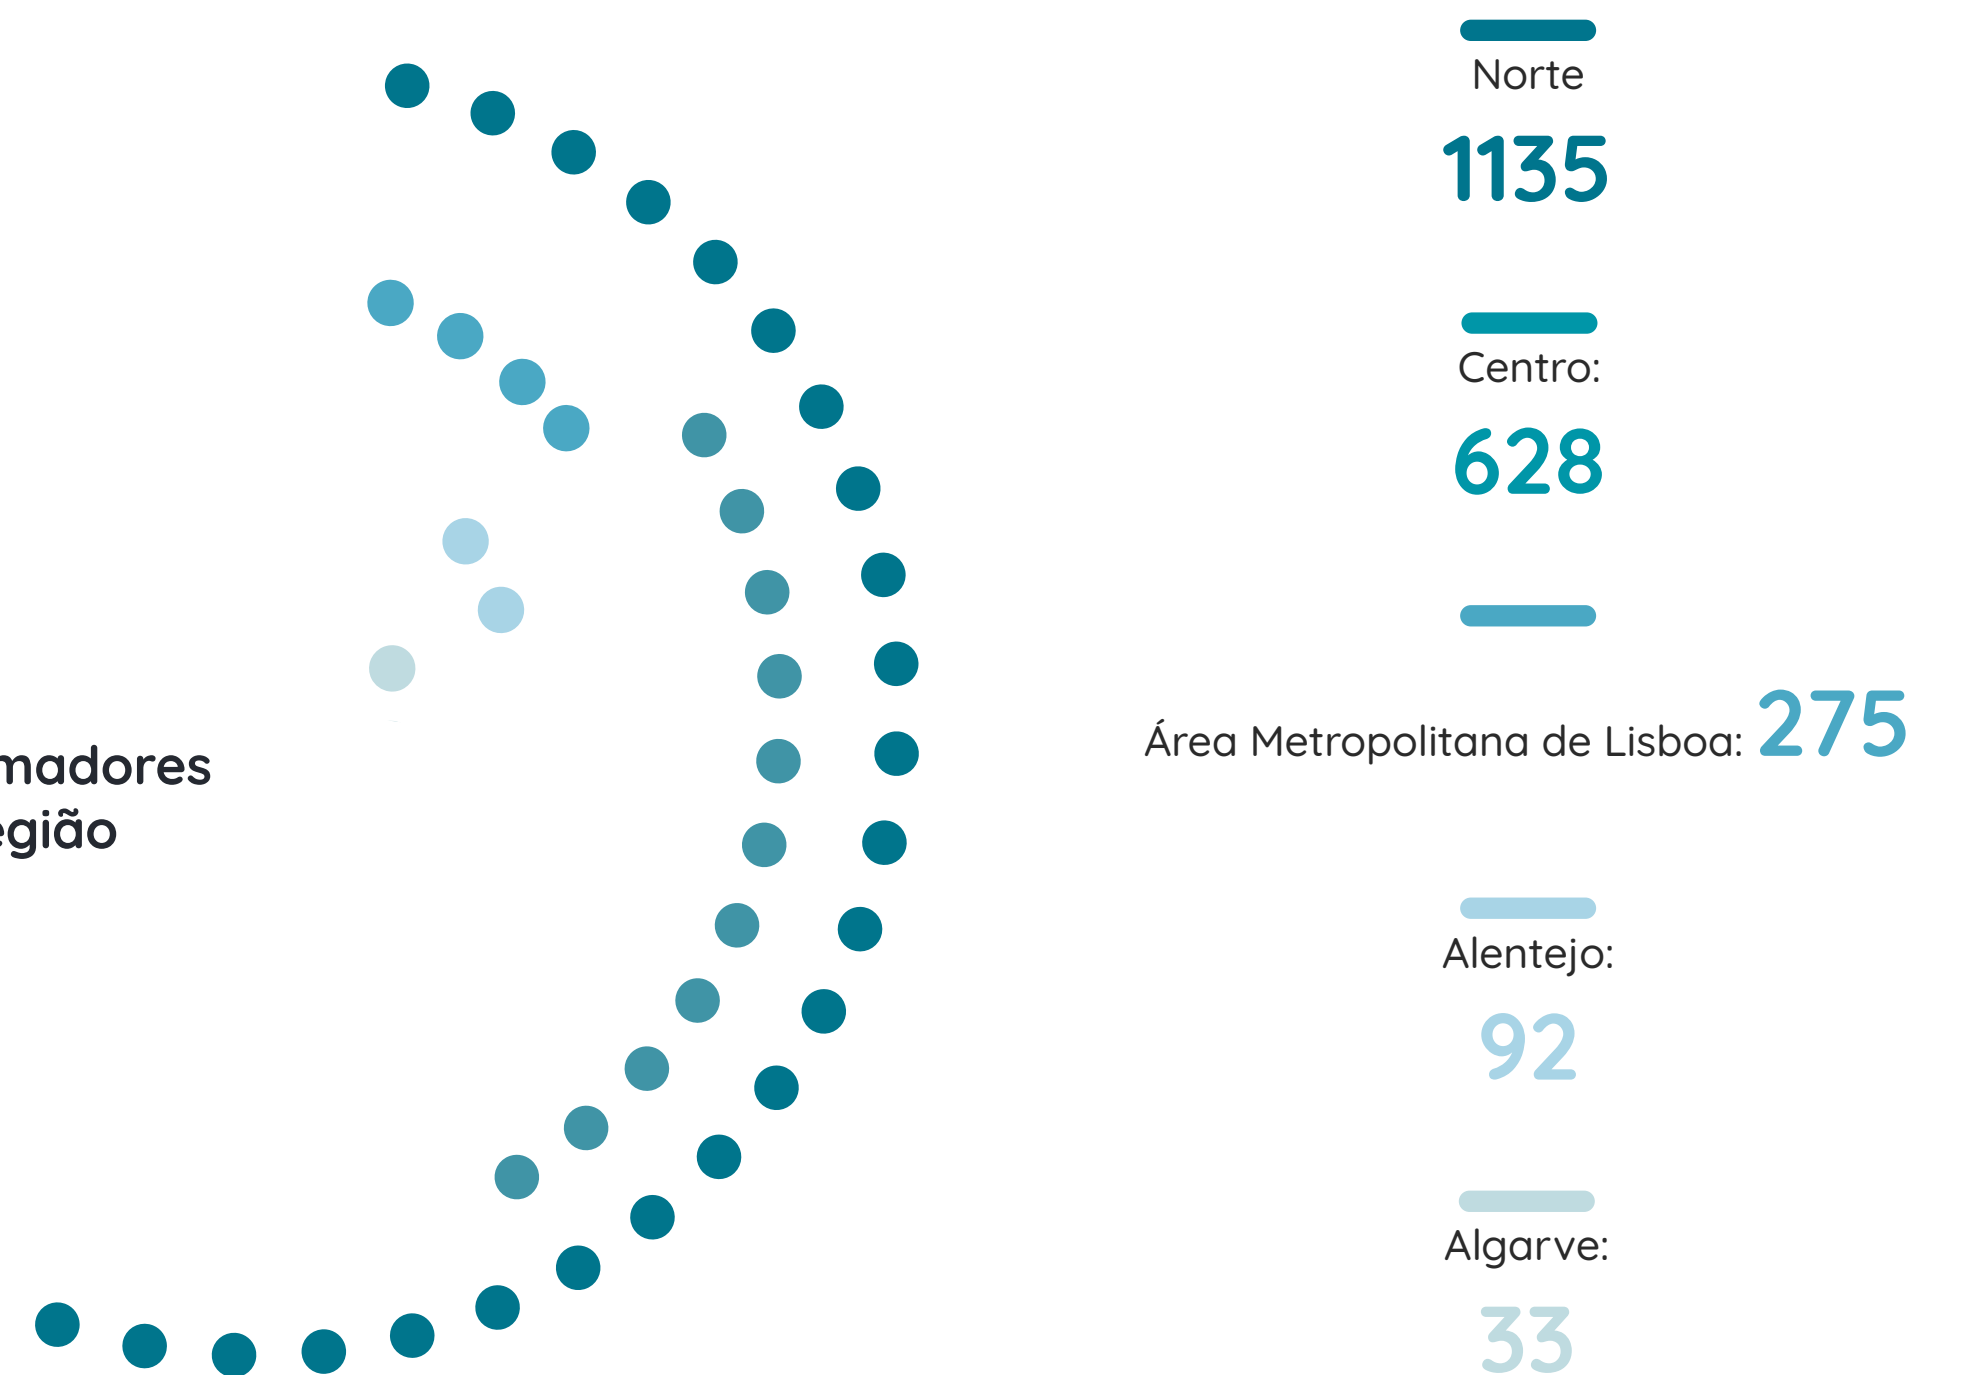 madores
egião
Norte
1135
Centro:
628
Área Metropolitana de Lisboa: 275
Alentejo:
92
Algarve:
33